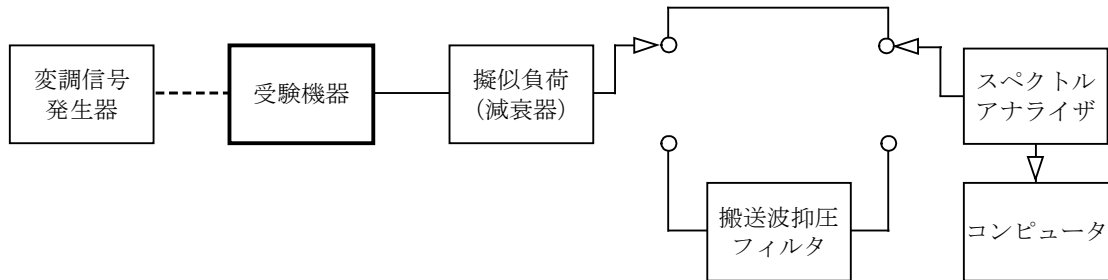 変調信号
発生器
受験機器
擬似負荷
（減衰器）
スペクトル
アナライザ
搬送波抑圧
フィルタ
コンピュータ